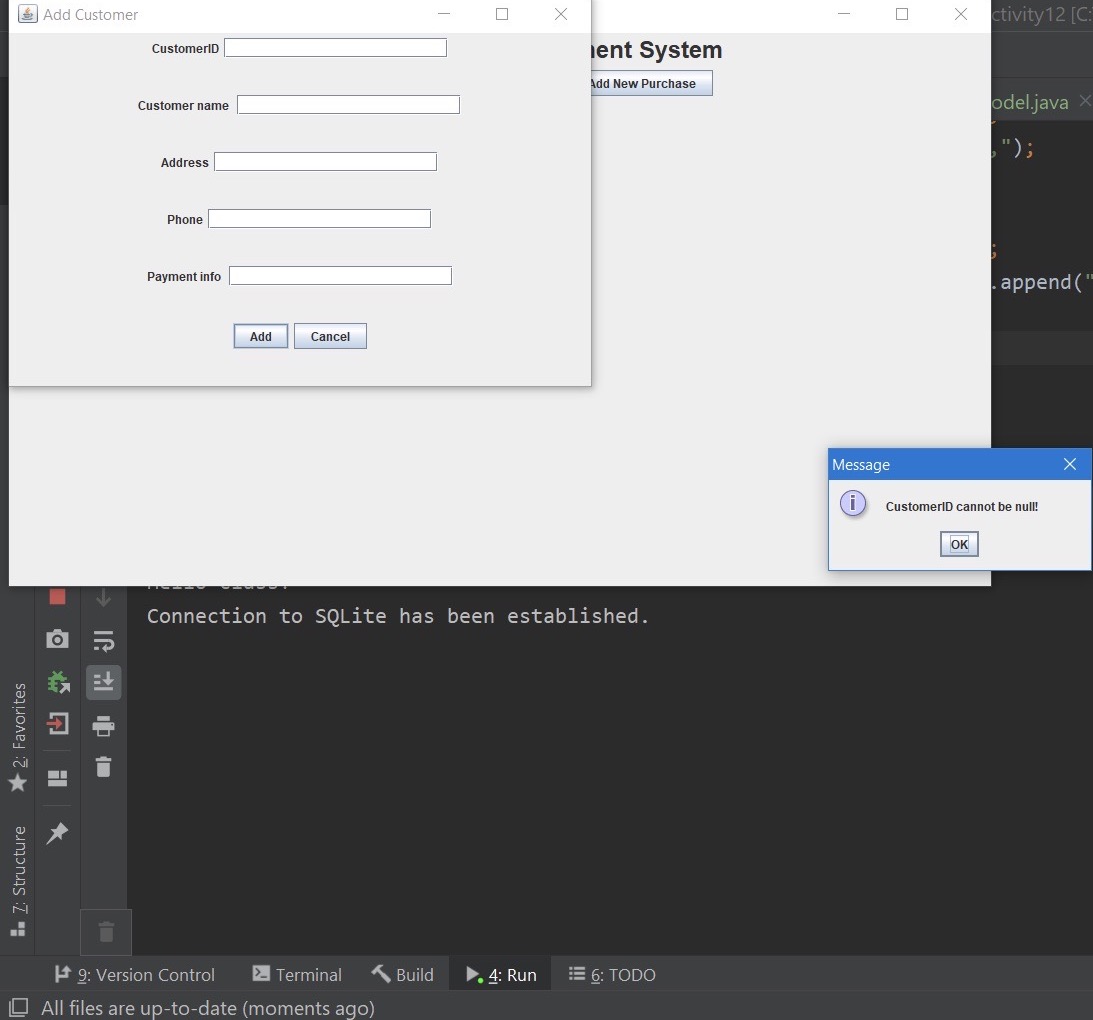 Add Customer
ctivity12 [C:
CustomerID
ent System
Customer name
Add New Purchase
odel.java
,");
Address
Phone
;
.append("
Payment info
Add Cancel
Message
CustomerID cannot be null!
OK
Connection to SQLite has been established.
2: Favorites
7: Structure
9: Version Control Terminal Build 4: Run 6: TODO
All files are up-to-date (moments ago)